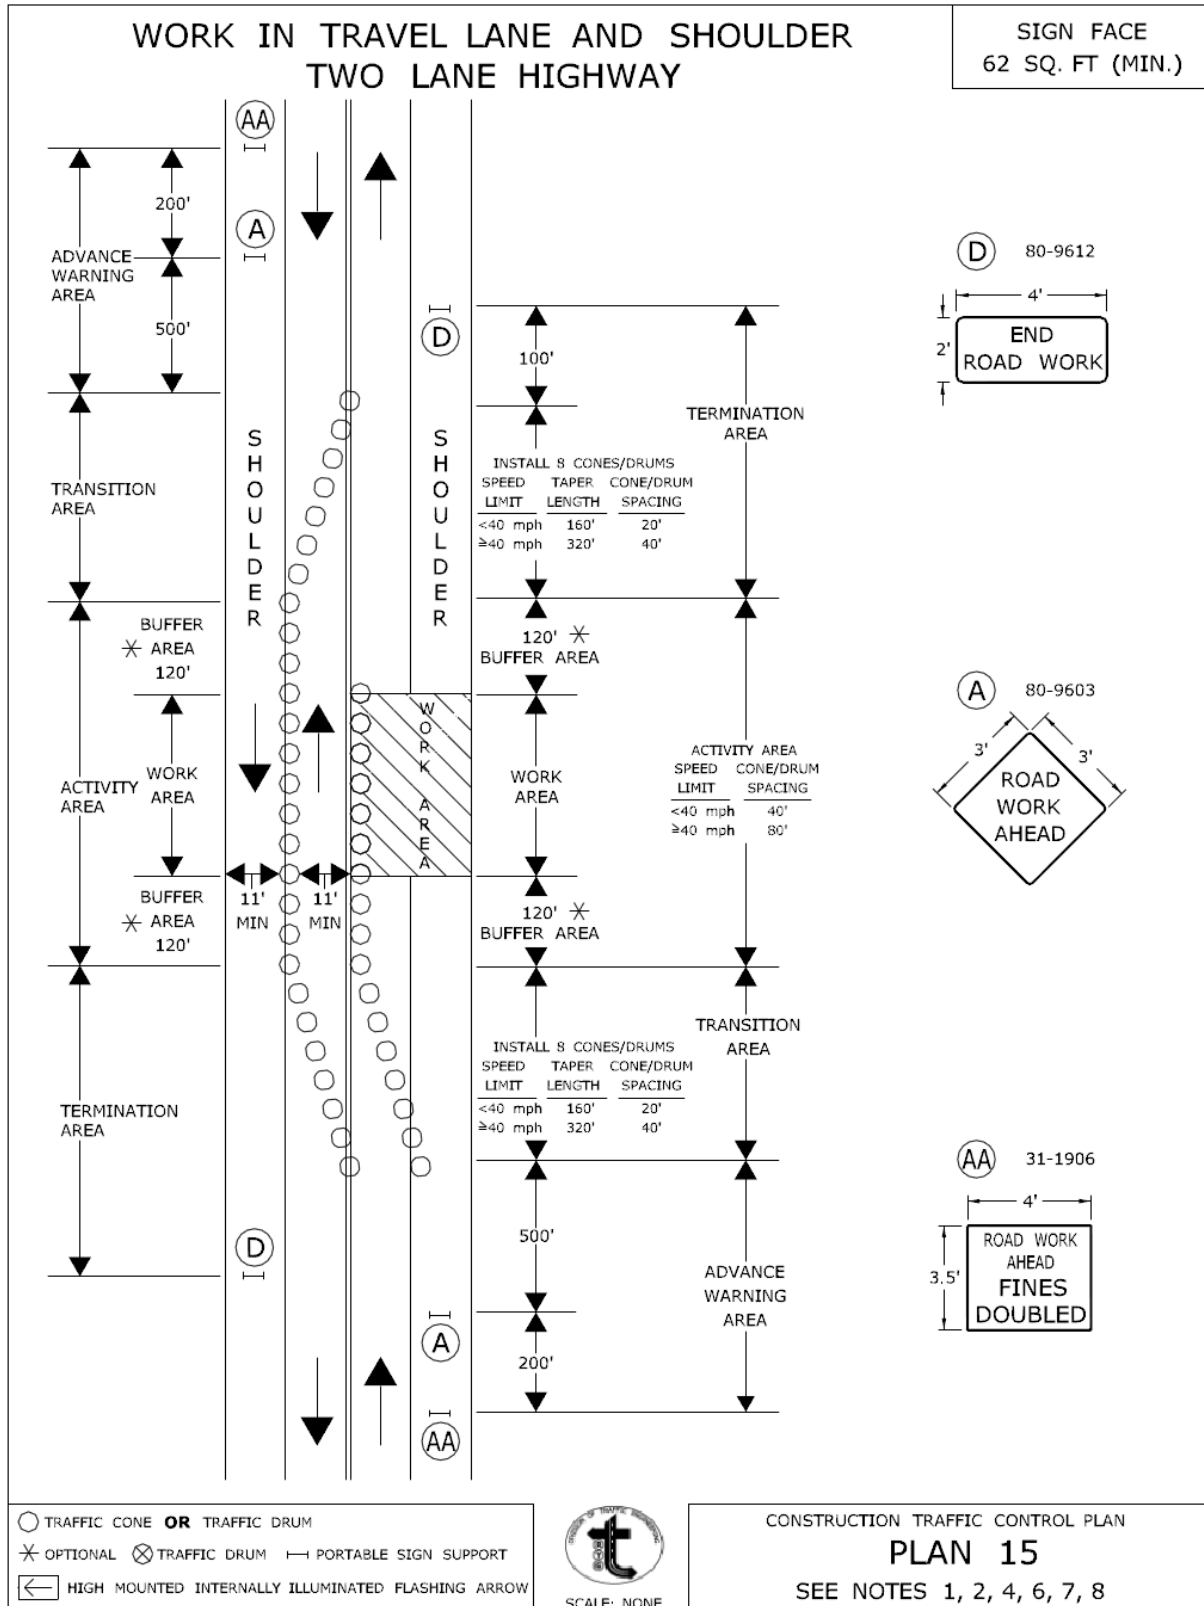 WORK IN TRAVEL LANE AND SHOULDER
TWO LANE HIGHWAY
SIGN FACE
62 SQ. FT (MIN.)
AA
200'
A
ADVANCE
WARNING
AREA
500'
D
100'
TERMINATION
AREA
SHOULDER
SHOULDER
TRANSITION
AREA
INSTALL 8 CONES/DRUMS
SPEED TAPER CONE/DRUM
LIMIT LENGTH SPACING
<40 mph 160' 20'
≥40 mph 320' 40'
BUFFER
AREA
120'
120'
BUFFER AREA
ACTIVITY
AREA
WORK
AREA
WORK AREA
WORK
AREA
ACTIVITY AREA
SPEED CONE/DRUM
LIMIT SPACING
<40 mph 40'
≥40 mph 80'
BUFFER
AREA
120'
11'
MIN
11'
MIN
120'
BUFFER AREA
TRANSITION
AREA
INSTALL 8 CONES/DRUMS
SPEED TAPER CONE/DRUM
LIMIT LENGTH SPACING
<40 mph 160' 20'
≥40 mph 320' 40'
TERMINATION
AREA
D
500'
ADVANCE
WARNING
AREA
A
200'
AA
D 80-9612
4'
2'
END
ROAD WORK
A 80-9603
3' 3'
ROAD
WORK
AHEAD
AA 31-1906
4'
3.5'
ROAD WORK
AHEAD
FINES
DOUBLED
TRAFFIC CONE OR TRAFFIC DRUM
OPTIONAL TRAFFIC DRUM PORTABLE SIGN SUPPORT
HIGH MOUNTED INTERNALLY ILLUMINATED FLASHING ARROW
DIVISION OF TRAFFIC ENGINEERING
SCALE: NONE
CONSTRUCTION TRAFFIC CONTROL PLAN
PLAN 15
SEE NOTES 1, 2, 4, 6, 7, 8